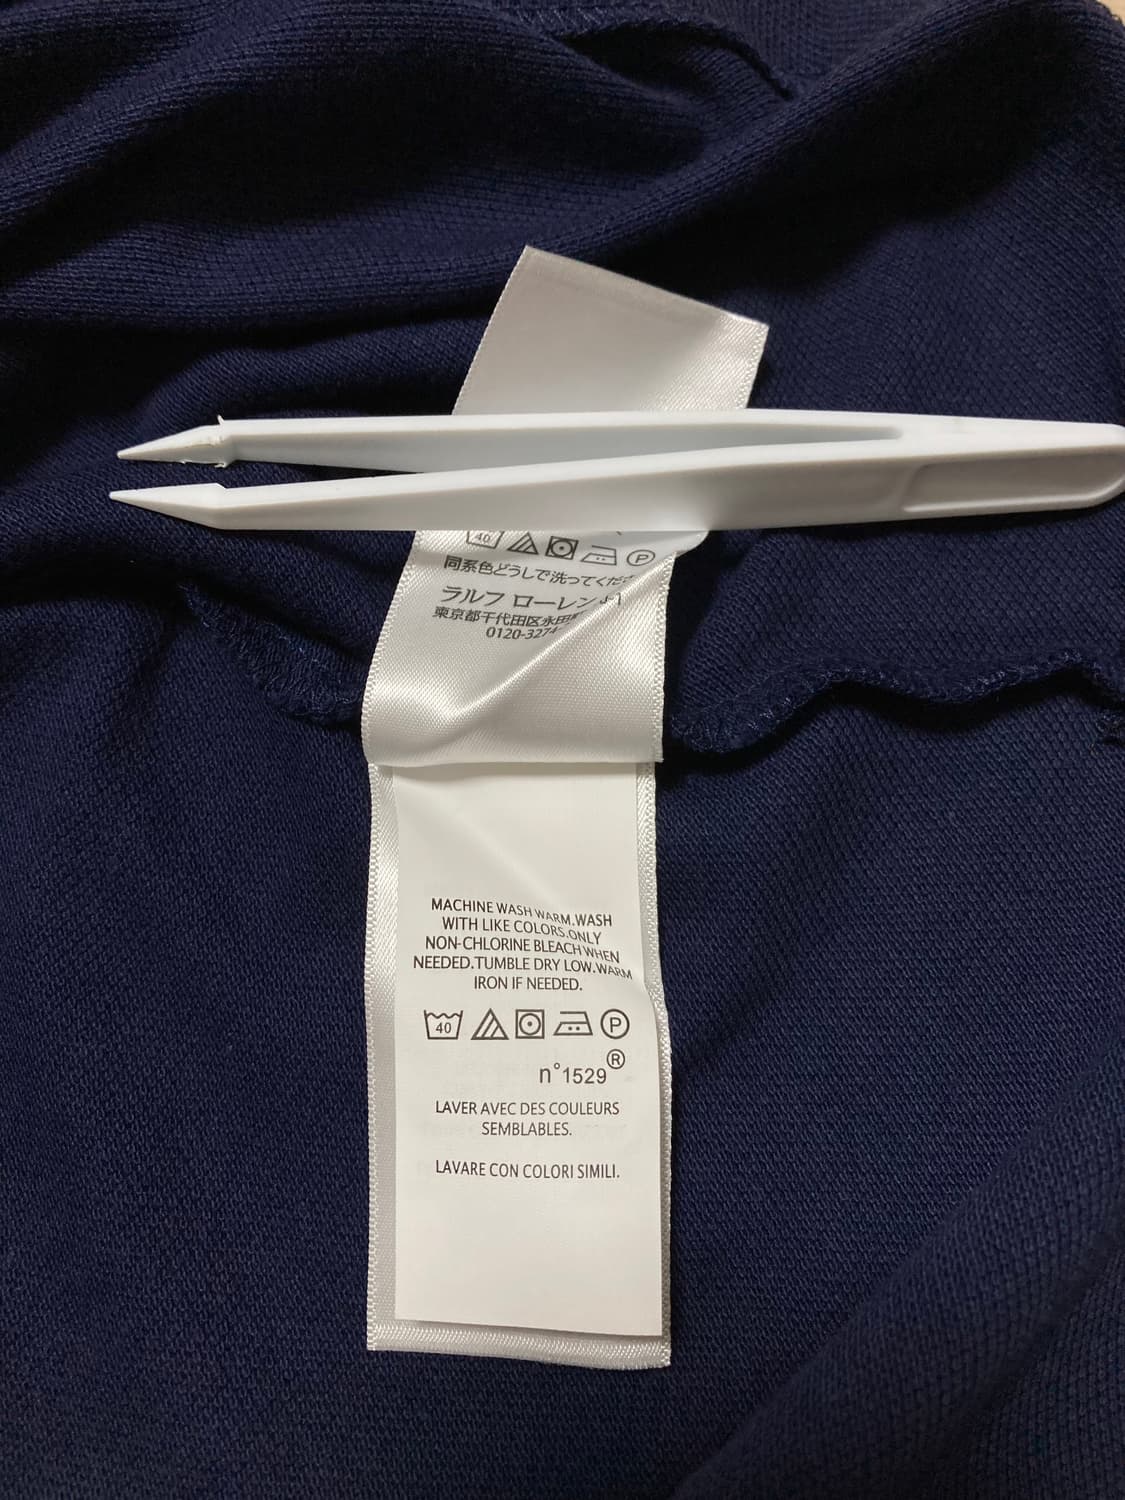 40 P
同系色どうしで洗ってくださ
ラルフ ローレン
東京都千代田区永田
0120-3274
MACHINE WASH WARM.WASH
WITH LIKE COLORS.ONLY
NON-CHLORINE BLEACH WHEN
NEEDED.TUMBLE DRY LOW.WARM
IRON IF NEEDED.
40 P
n°1529®
LAVER AVEC DES COULEURS
SEMBLABLES.
LAVARE CON COLORI SIMILI.